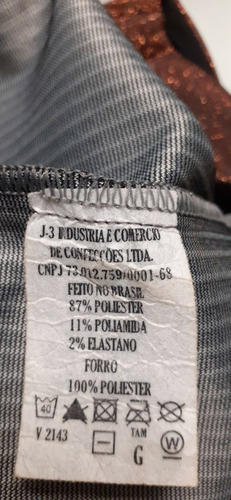 J-3 INDUSTRIA E COMERCIO
DE CONFECÇÕES LTDA.
CNPJ 73.012.759/0001-68
FEITO NO BRASIL
87% POLIESTER
11% POLIAMIDA
2% ELASTANO
FORRO
100% POLIESTER
40
V 2143 TAM
G W